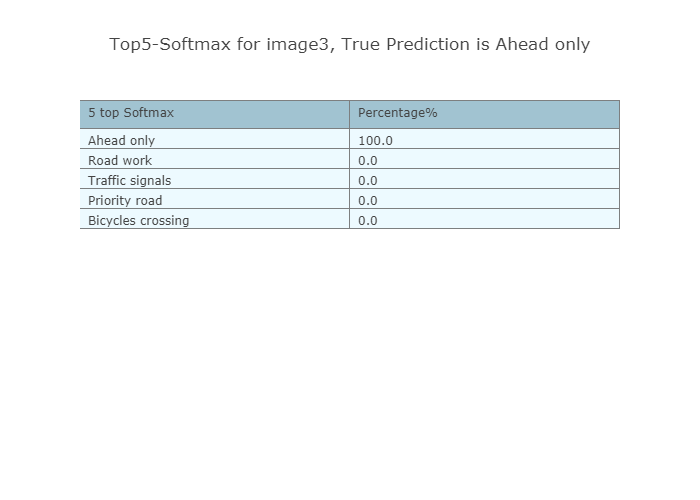 Top5-Softmax for image3, True Prediction is Ahead only
5 top Softmax Percentage%
Ahead only 100.0
Road work 0.0
Traffic signals 0.0
Priority road 0.0
Bicycles crossing 0.0